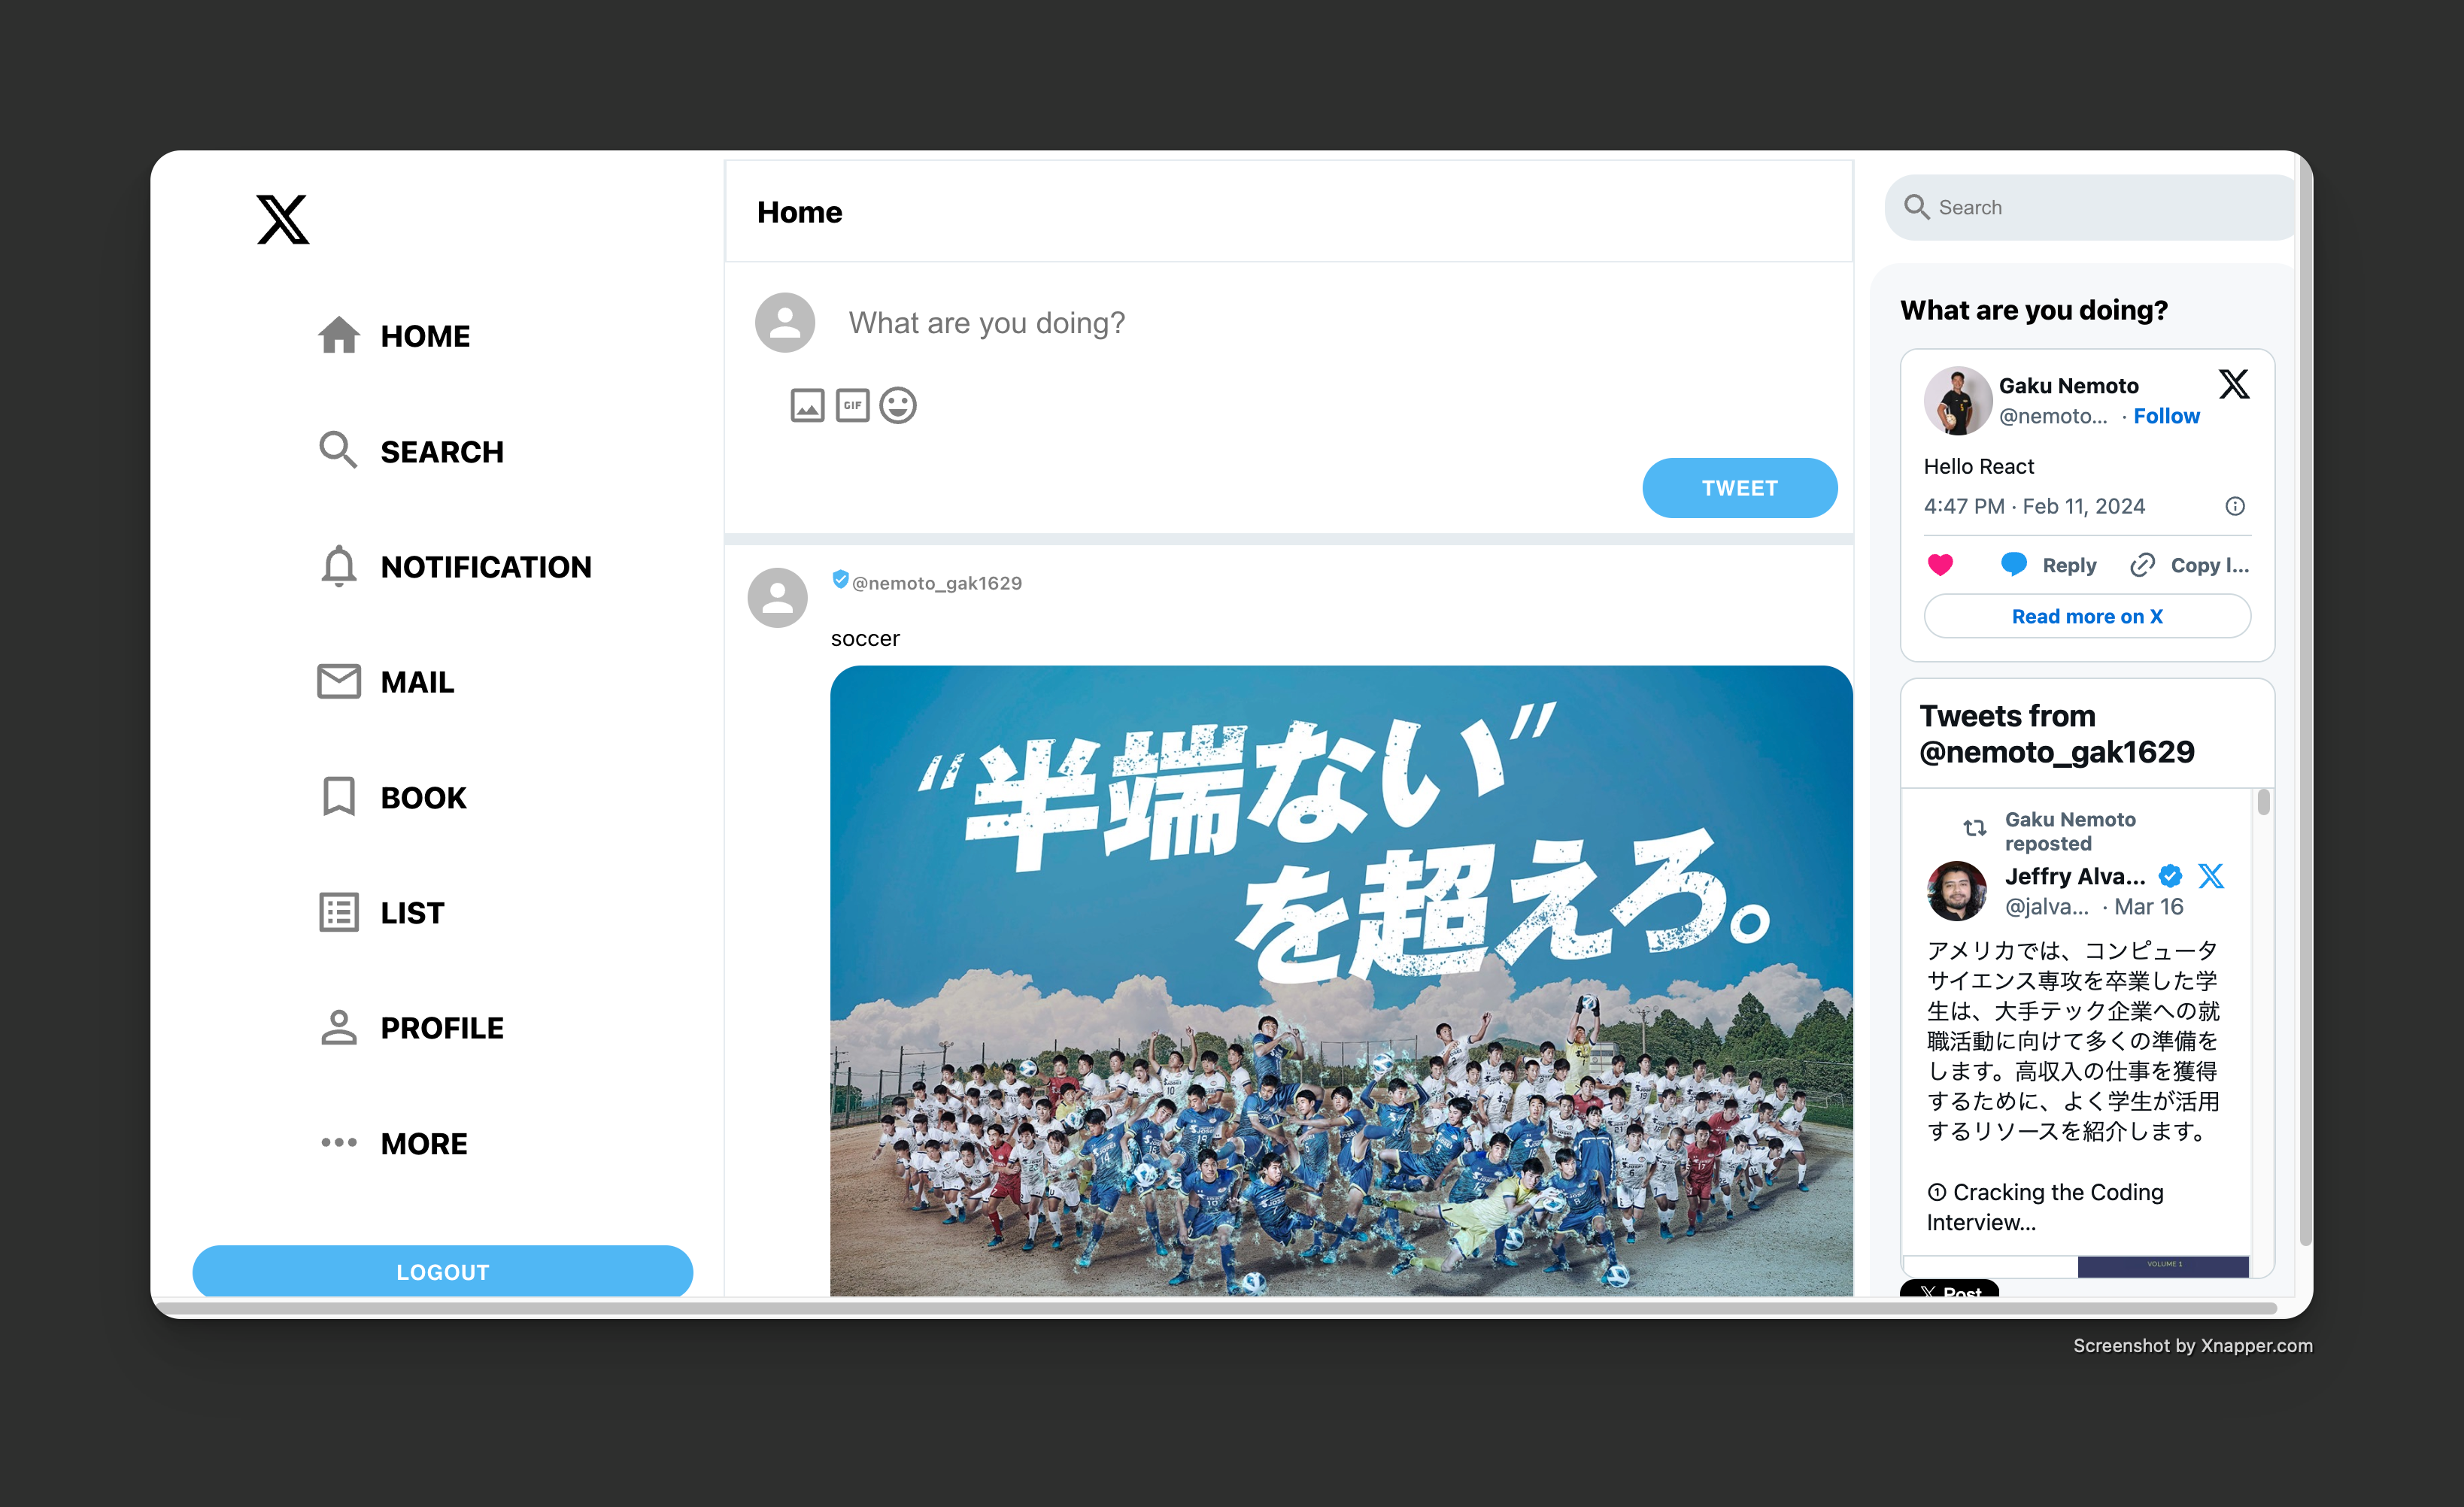 HOME
SEARCH
NOTIFICATION
MAIL
BOOK
LIST
PROFILE
MORE
LOGOUT
Home
What are you doing?
GIF
TWEET
@nemoto_gak1629
soccer
“半端ない”
を超えろ。
Search
What are you doing?
Gaku Nemoto
@nemoto... · Follow
Hello React
4:47 PM · Feb 11, 2024
Reply
Copy l...
Read more on X
Tweets from
@nemoto_gak1629
Gaku Nemoto
reposted
Jeffry Alva...
@jalva... · Mar 16
アメリカでは、コンピュータ
サイエンス専攻を卒業した学
生は、大手テック企業への就
職活動に向けて多くの準備を
します。高収入の仕事を獲得
するために、よく学生が活用
するリソースを紹介します。
① Cracking the Coding
Interview...
VOLUME 1
Post
Screenshot by Xnapper.com